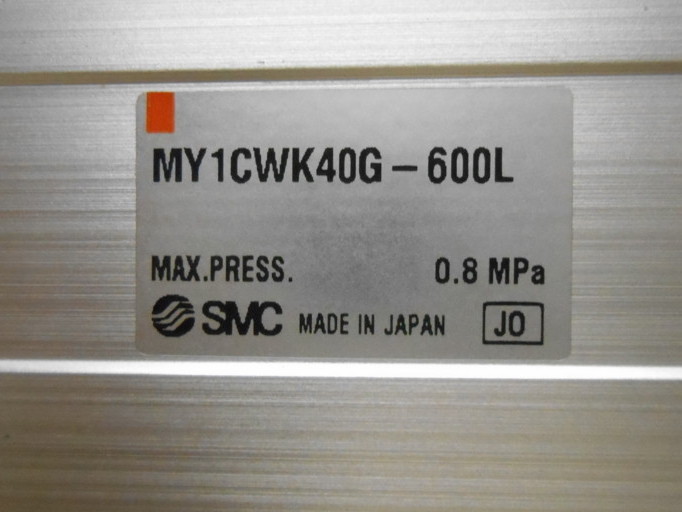 MY1CWK40G-600L
MAX.PRESS. 0.8 MPa
SMC MADE IN JAPAN JO